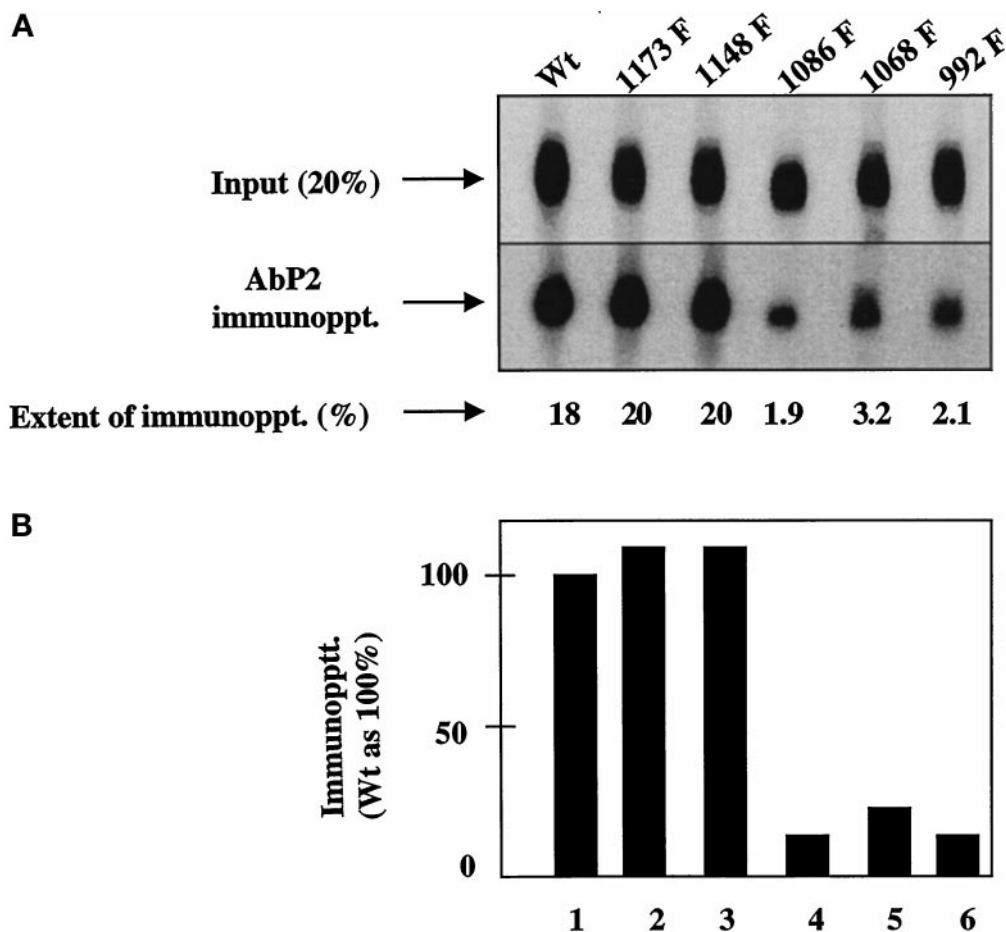 A
Wt 1173 F 1148 F 1086 F 1068 F 992 F
Input (20%)
AbP2
immunoppt.
Extent of immunoppt. (%) 18 20 20 1.9 3.2 2.1
B
100
50
0
Immunopptt.
(Wt as 100%)
1 2 3 4 5 6